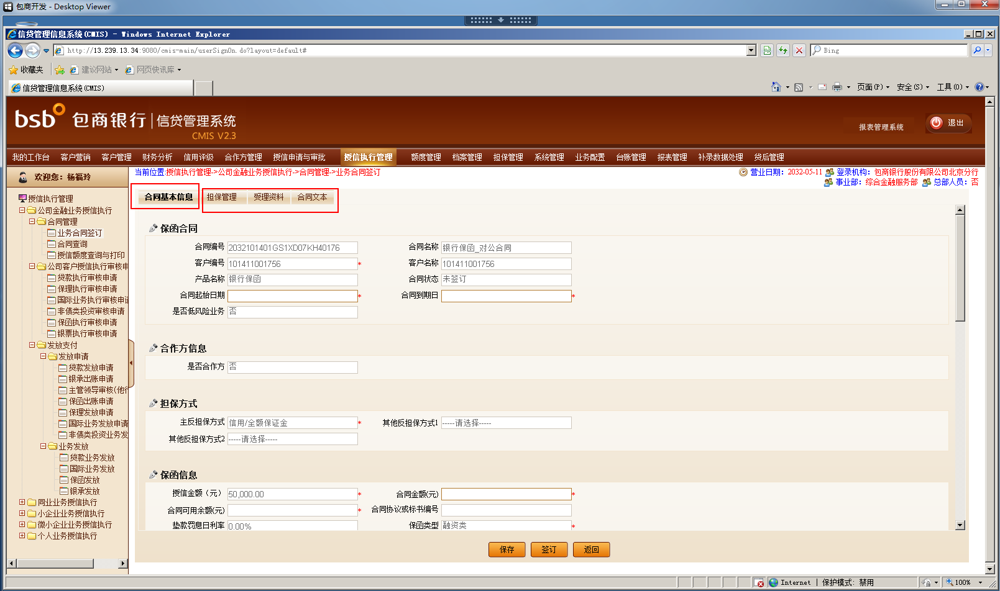 包商开发 - Desktop Viewer
信贷管理信息系统(CMIS) - Windows Internet Explorer
http://13.239.13.34:9080/cmis-main/userSignOn.do?layout=default#
Bing
收藏夹 建议网站 网页快讯库
信贷管理信息系统(CMIS)
页面(P) 安全(S) 工具(O)
bsb 包商银行 信贷管理系统
CMIS V2.3
报表管理系统 退出
我的工作台 客户营销 客户管理 财务分析 信用评级 合作方管理 授信申请与审批 授信执行管理 额度管理 档案管理 担保管理 系统管理 业务配置 台账管理 报表管理 补录数据处理 贷后管理
欢迎您：杨福玲
当前位置:授信执行管理->公司金融业务授信执行->合同管理->业务合同签订
营业日期：2032-05-11 登录机构：包商银行股份有限公司北京分行
事业部：综合金融服务部 总部人员：否
授信执行管理
公司金融业务授信执行
合同管理
业务合同签订
合同查询
授信额度查询与打印
公司客户授信执行审核申
贷款执行审核申请
保理执行审核申请
国际业务执行审核申请
非债类投资审核申请
保函执行审核申请
银票执行审核申请
发放支付
发放申请
贷款发放申请
银承出账申请
主管领导审核(他行
保函出账申请
保理发放申请
国际业务发放申请
非债类投资业务发
业务发放
贷款业务发放
国际业务发放
保函发放
银承发放
同业业务授信执行
小企业业务授信执行
微小企业业务授信执行
个人业务授信执行
合同基本信息 担保管理 受理资料 合同文本
保函合同
合同编号 2032101401GS1XD07KH40176 合同名称 银行保函_对公合同
客户编号 101411001756 * 客户名称 101411001756
产品名称 银行保函 合同状态 未签订
合同起始日期 * 合同到期日 *
是否低风险业务 否
合作方信息
是否合作方 否
担保方式
主反担保方式 信用/全额保证金 * 其他反担保方式1 -----请选择-----
其他反担保方式2 -----请选择-----
保函信息
授信金额（元） 50,000.00 * 合同金额(元) *
合同可用余额(元) * 合同协议或标书编号
垫款罚息日利率 0.00% 保函类型 融资类 *
保存 签订 返回
Internet | 保护模式: 禁用 100%